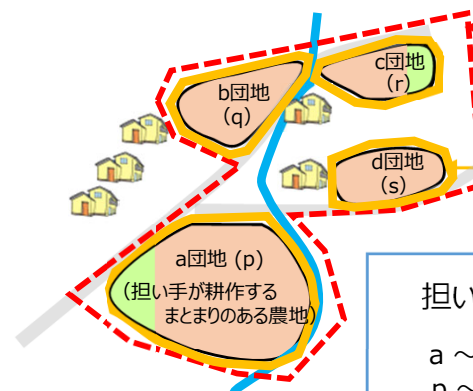 b団地
(q)
c団地
(r)
d団地
(s)
a団地 (p)
(担い手が耕作する
まとまりのある農地)
担い
a ～
p ～